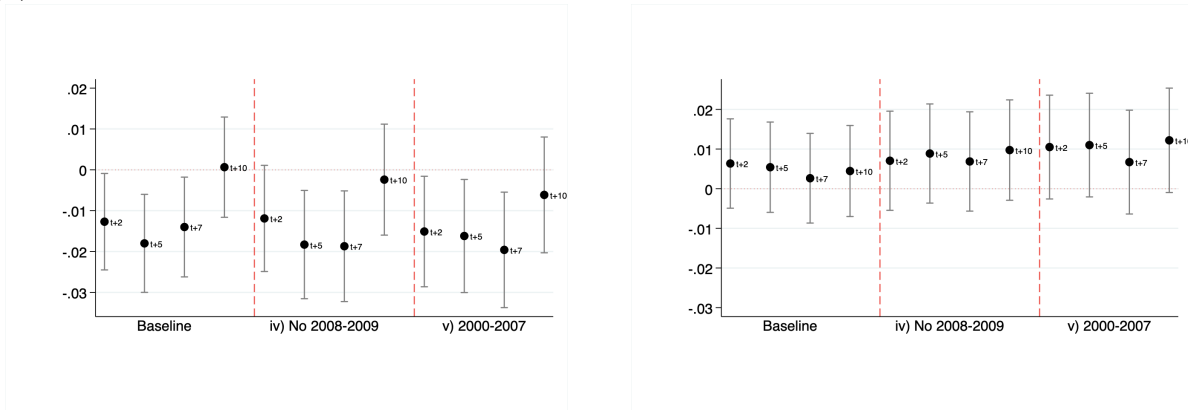 .02
.01
0
-.01
-.02
-.03
t+2
t+5
t+7
t+10
t+2
t+5
t+7
t+10
t+2
t+5
t+7
t+10
Baseline
iv) No 2008-2009
v) 2000-2007
.02
.01
0
-.01
-.02
-.03
t+2
t+5
t+7
t+10
t+2
t+5
t+7
t+10
t+2
t+5
t+7
Baseline
iv) No 2008-2009
v) 2000-2007